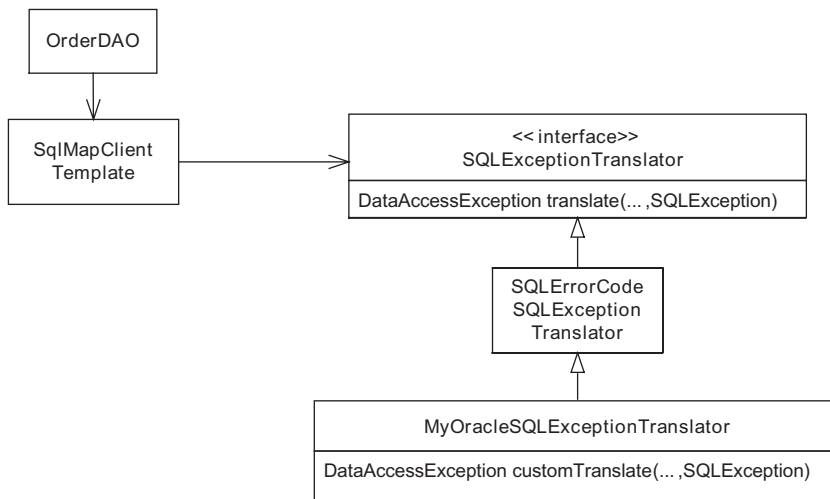 OrderDAO
SqlMapClient
Template
<< interface>>
SQLExceptionTranslator
DataAccessException translate(... ,SQLException)
SQLErrorCode
SQLException
Translator
MyOracleSQLExceptionTranslator
DataAccessException customTranslate(... ,SQLException)